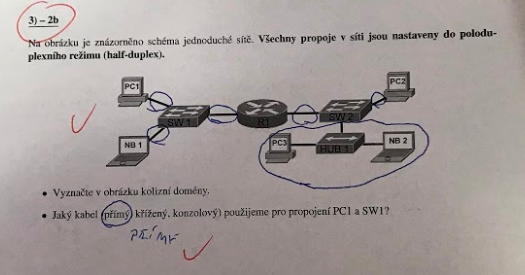 3) – 2b
Na obrázku je znázorněno schéma jednoduché sítě. Všechny propoje v síti jsou nastaveny do polodu-
plexního režimu (half-duplex).
PC1
PC2
SW 1
R1
SW 2
NB 1
PC3
HUB 1
NB 2
• Vyznačte v obrázku kolizní domény.
• Jaký kabel (přímý, křížený, konzolový) použijeme pro propojení PC1 a SW1?
PŘÍMÝ